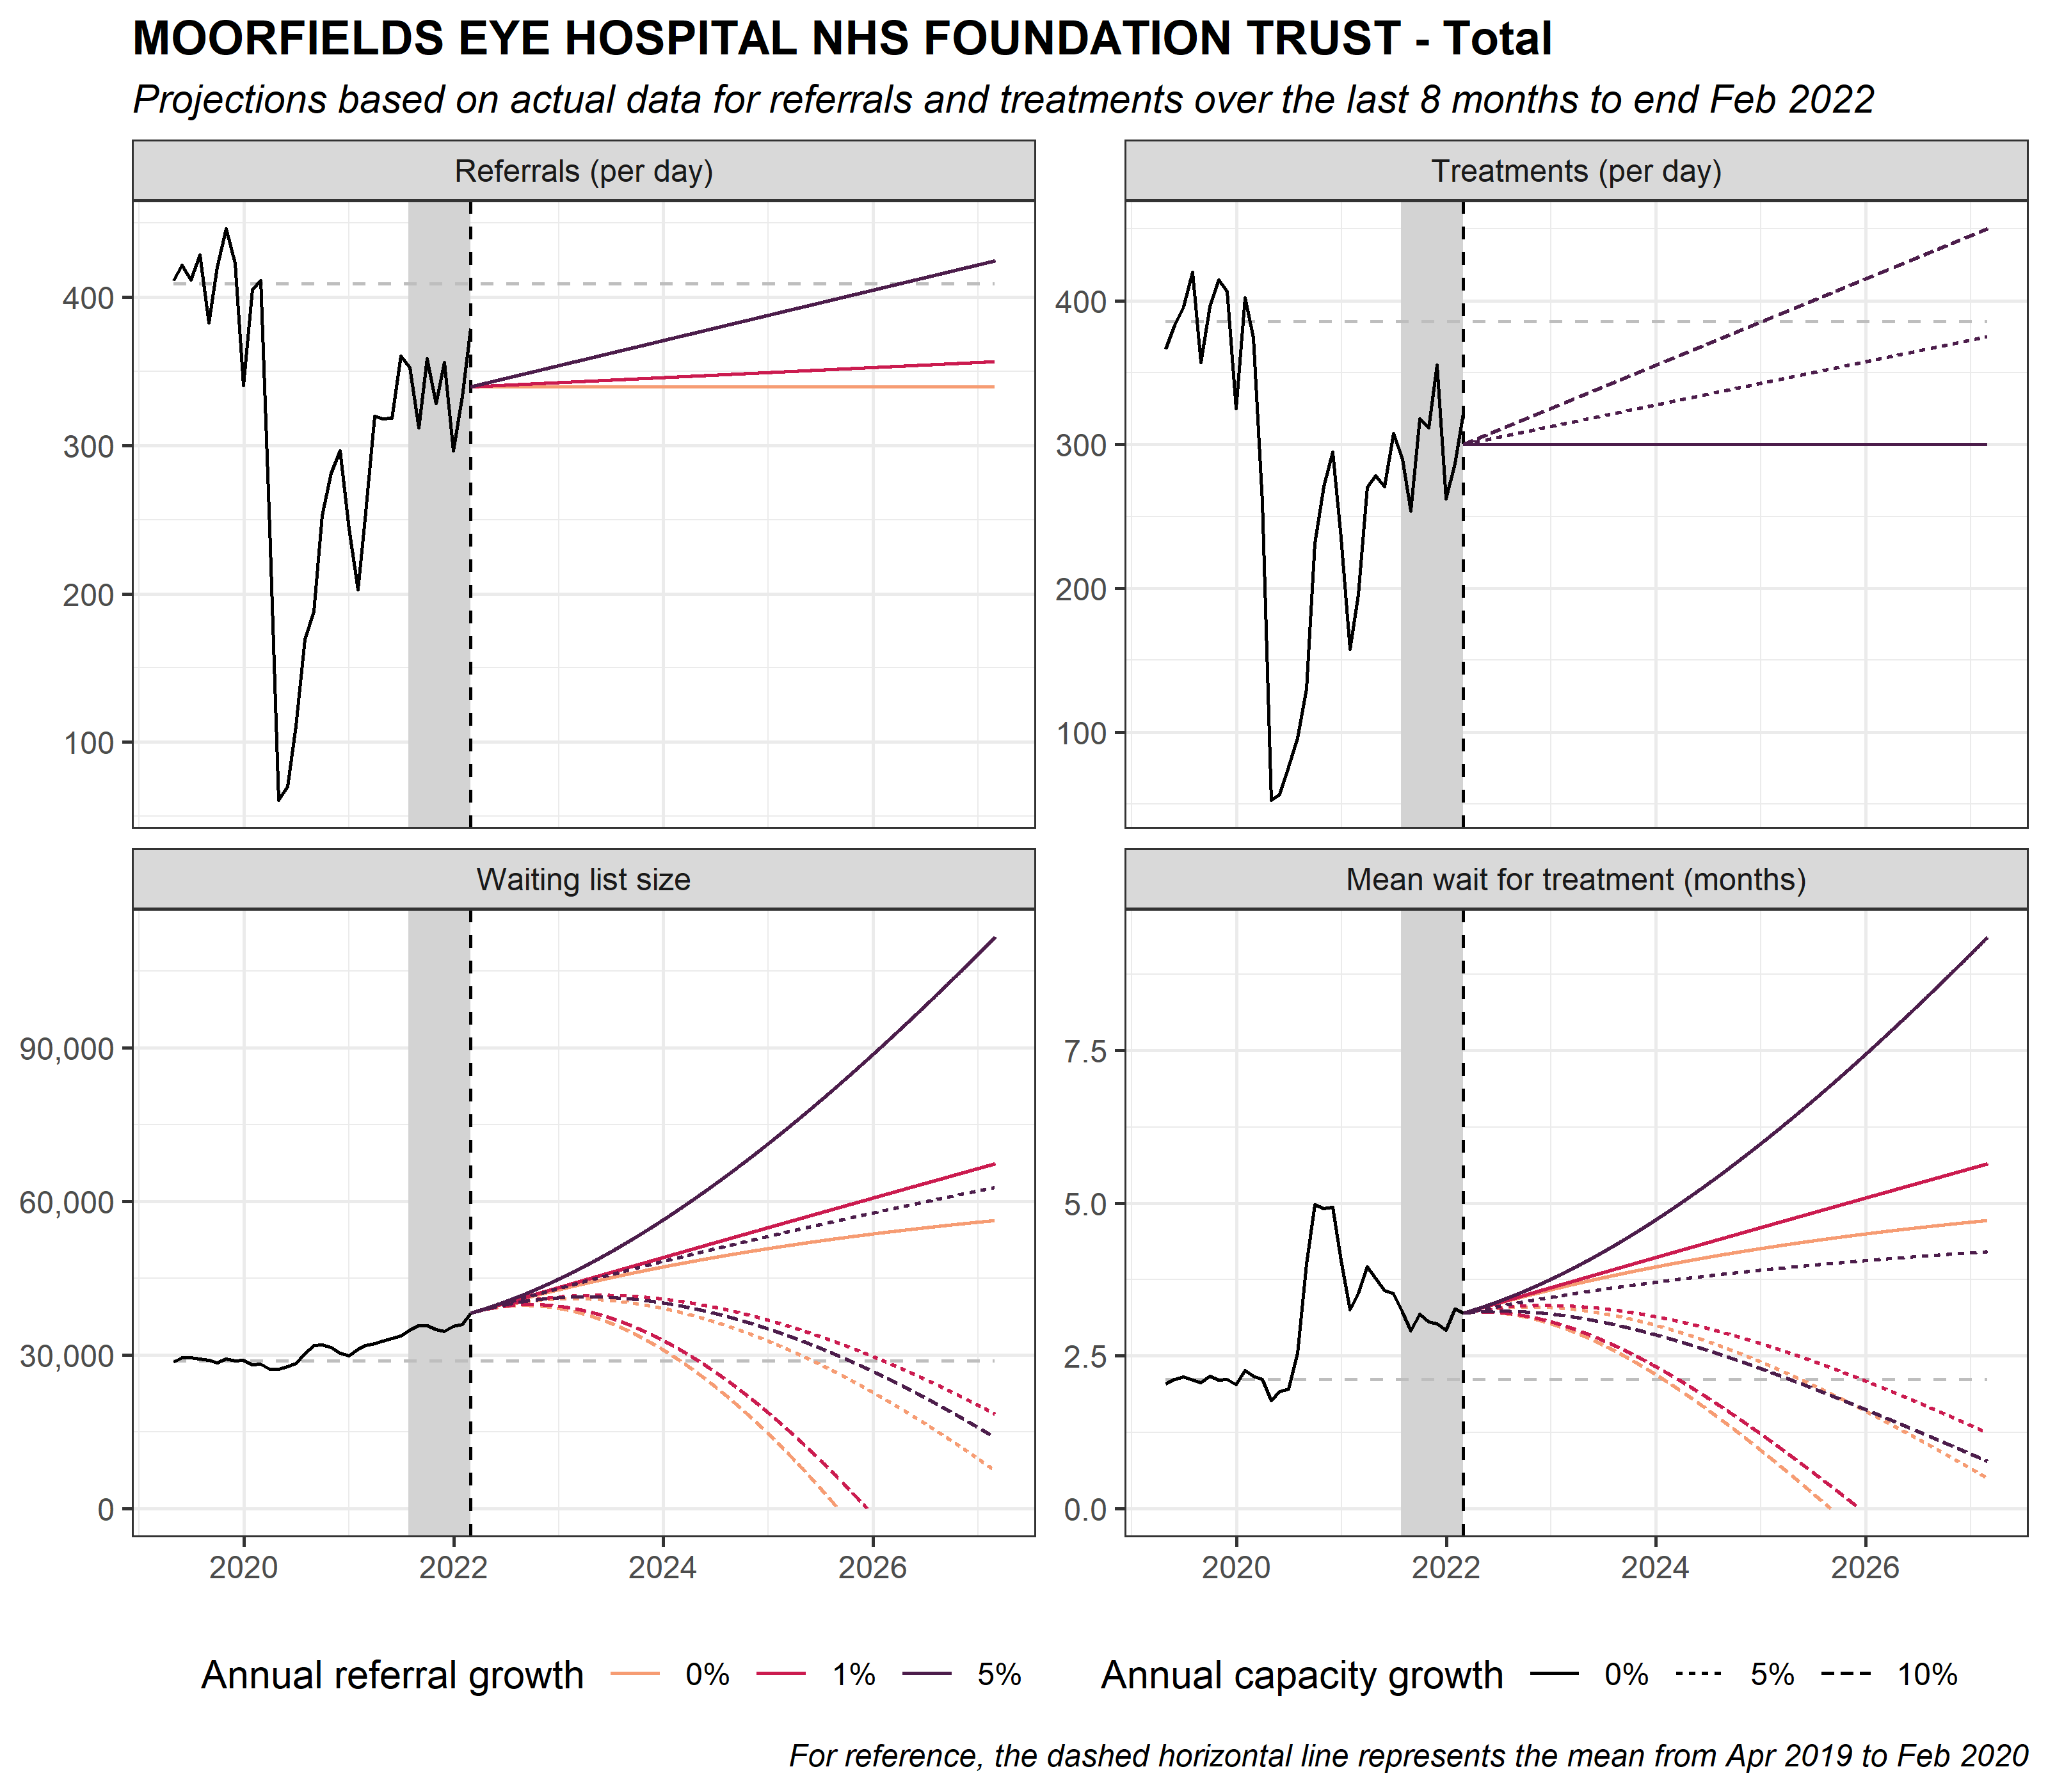 MOORFIELDS EYE HOSPITAL NHS FOUNDATION TRUST - Total
Projections based on actual data for referrals and treatments over the last 8 months to end Feb 2022
Referrals (per day)
400
300
200
100
Treatments (per day)
400
300
200
100
Waiting list size
90,000
60,000
30,000
0
2020 2022 2024 2026
Mean wait for treatment (months)
7.5
5.0
2.5
0.0
2020 2022 2024 2026
Annual referral growth 0% 1% 5%
Annual capacity growth 0% 5% 10%
For reference, the dashed horizontal line represents the mean from Apr 2019 to Feb 2020